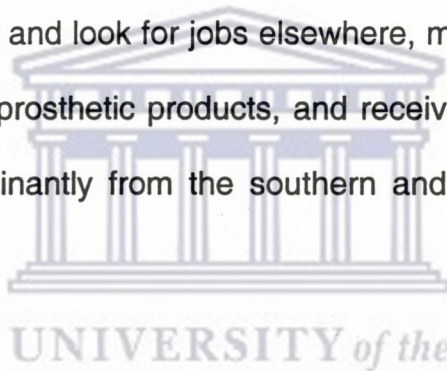 and look for jobs elsewhere, m
prosthetic products, and receiv
inantly from the southern and
UNIVERSITY of the